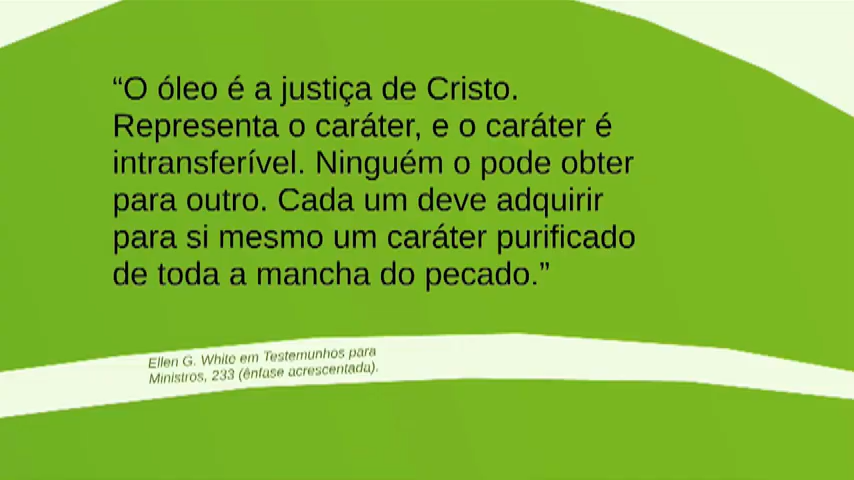 “O óleo é a justiça de Cristo.
Representa o caráter, e o caráter é
intransferível. Ninguém o pode obter
para outro. Cada um deve adquirir
para si mesmo um caráter purificado
de toda a mancha do pecado.”
Ellen G. White em Testemunhos para
Ministros, 233 (ênfase acrescentada).